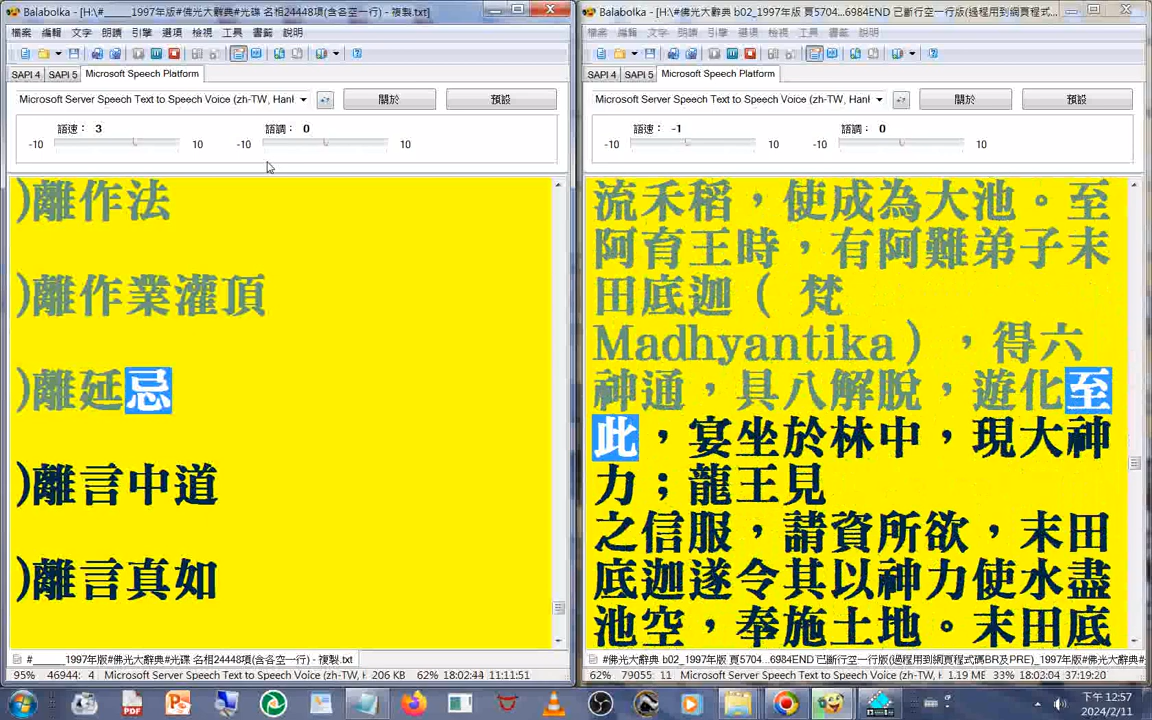 Balabolka - [H:\#_____1997年版#佛光大辭典#光碟 名相24448項(含各空一行) - 複製.txt]
檔案 編輯 文字 朗讀 引擎 選項 檢視 工具 書籤 說明
SAPI 4 SAPI 5 Microsoft Speech Platform
Microsoft Server Speech Text to Speech Voice (zh-TW, Hanl
關於 預設
語速： 3 語調： 0
-10 10 -10 10
)離作法
)離作業灌頂
)離延忌
)離言中道
)離言真如
#______1997年版#佛光大辭典#光碟 名相24448項(含各空一行) - 複製.txt
95% 46944: 4 Microsoft Server Speech Text to Speech Voice (zh-TW, H 206 KB 18:02:44 11:11:51
Balabolka - [H:\#佛光大辭典 b02_1997年版 頁5704...6984END 已斷行空一行版(過程用到網頁程式...
檔案 編輯 文字 朗讀 引擎 選項 檢視 工具 書籤 說明
SAPI 4 SAPI 5 Microsoft Speech Platform
Microsoft Server Speech Text to Speech Voice (zh-TW, Hanl
關於 預設
語速： -1 語調： 0
-10 10 -10 10
流禾稻，使成為大池。至
阿育王時，有阿難弟子末
田底迦（ 梵
Madhyantika），得六
神通，具八解脫，遊化至
此，宴坐於林中，現大神
力；龍王見
之信服，請資所欲，末田
底迦遂令其以神力使水盡
池空，奉施土地。末田底
#佛光大辭典 b02_1997年版 頁5704...6984END 已斷行空一行版(過程用到網頁程式碼BR及PRE)_1997年版#佛光大辭典#
62% 79055: 11 Microsoft Server Speech Text to Speech Voice (zh-TW, H 1.19 MB 33% 18:03:04 37:19:20
下午 12:57
2024/2/11